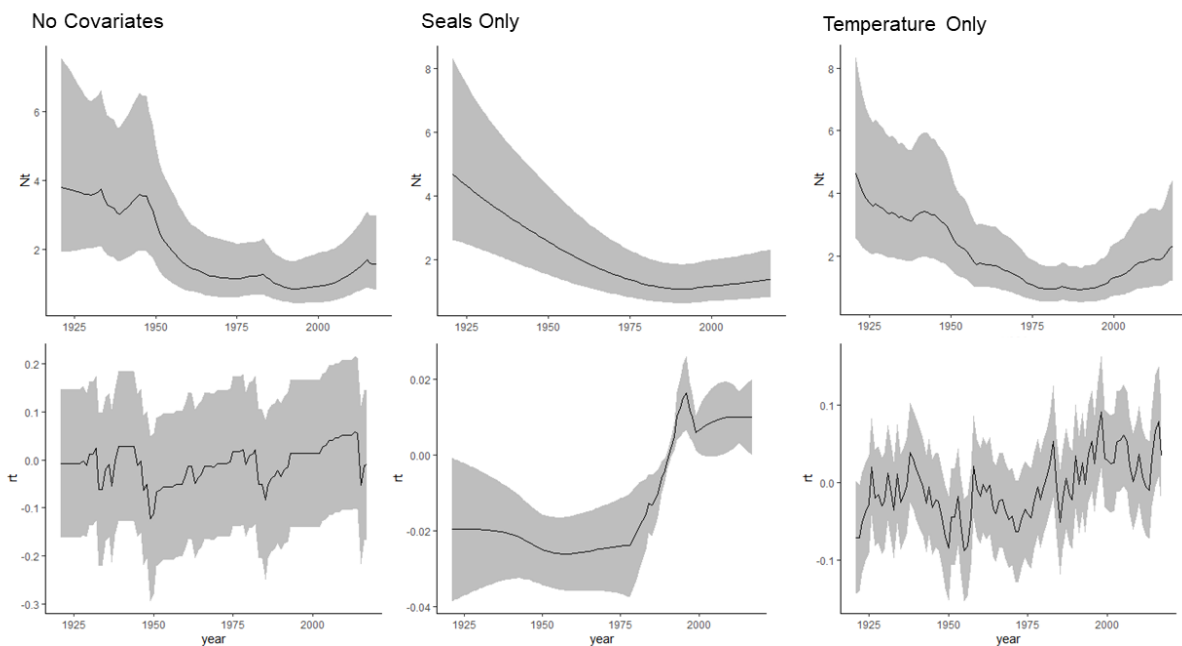 No Covariates
Seals Only
Temperature Only
Nt
6
4
2
1925 1950 1975 2000
Nt
8
6
4
2
1925 1950 1975 2000
Nt
8
6
4
2
1925 1950 1975 2000
rt
0.2
0.1
0.0
-0.1
-0.2
-0.3
1925 1950 1975 2000
year
rt
0.02
0.00
-0.02
-0.04
1925 1950 1975 2000
year
rt
0.1
0.0
-0.1
1925 1950 1975 2000
year